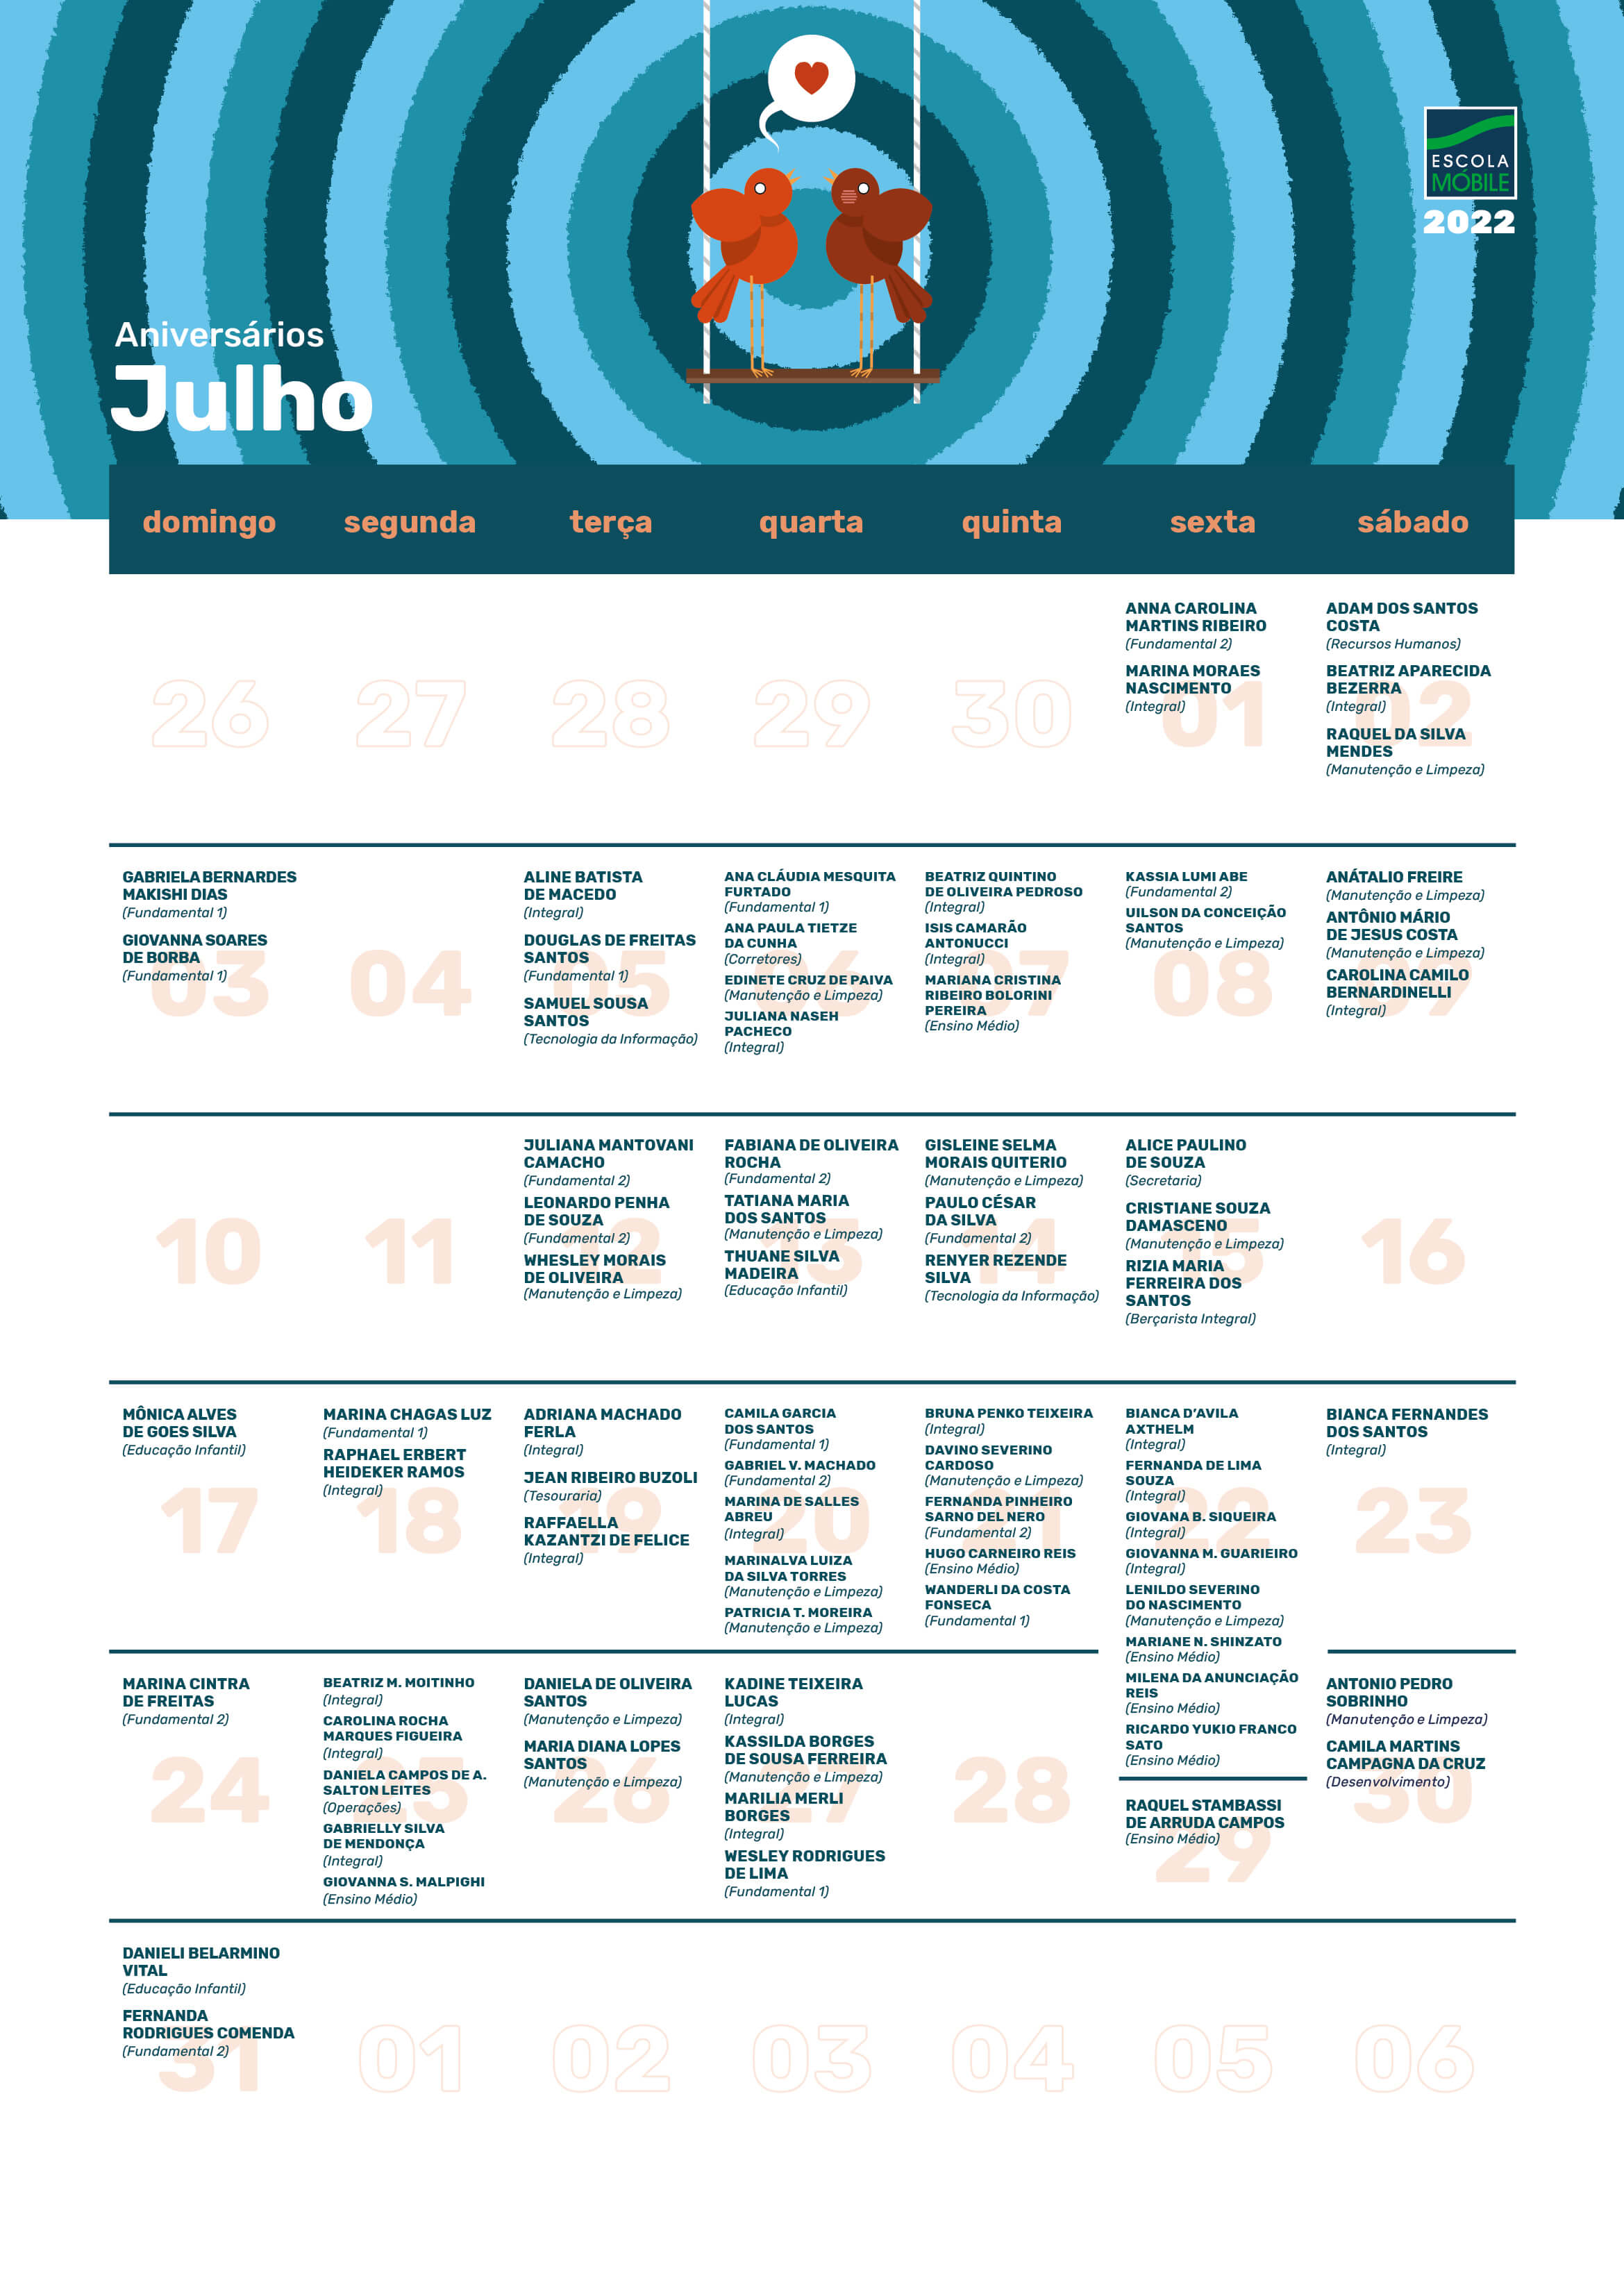 ESCOLA
MÓBILE
2022
Aniversários
Julho
domingo segunda terça quarta quinta sexta sábado
26
27
28
29
30
ANNA CAROLINA
MARTINS RIBEIRO
(Fundamental 2)
MARINA MORAES
NASCIMENTO
(Integral)
01
ADAM DOS SANTOS
COSTA
(Recursos Humanos)
BEATRIZ APARECIDA
BEZERRA
(Integral)
RAQUEL DA SILVA
MENDES
(Manutenção e Limpeza)
02
GABRIELA BERNARDES
MAKISHI DIAS
(Fundamental 1)
GIOVANNA SOARES
DE BORBA
(Fundamental 1)
03
04
ALINE BATISTA
DE MACEDO
(Integral)
DOUGLAS DE FREITAS
SANTOS
(Fundamental 1)
SAMUEL SOUSA
SANTOS
(Tecnologia da Informação)
05
ANA CLÁUDIA MESQUITA
FURTADO
(Fundamental 1)
ANA PAULA TIETZE
DA CUNHA
(Corretores)
EDINETE CRUZ DE PAIVA
(Manutenção e Limpeza)
JULIANA NASEH
PACHECO
(Integral)
06
BEATRIZ QUINTINO
DE OLIVEIRA PEDROSO
(Integral)
ISIS CAMARÃO
ANTONUCCI
(Integral)
MARIANA CRISTINA
RIBEIRO BOLORINI
PEREIRA
(Ensino Médio)
07
KASSIA LUMI ABE
(Fundamental 2)
UILSON DA CONCEIÇÃO
SANTOS
(Manutenção e Limpeza)
08
ANÁTALIO FREIRE
(Manutenção e Limpeza)
ANTÔNIO MÁRIO
DE JESUS COSTA
(Manutenção e Limpeza)
CAROLINA CAMILO
BERNARDINELLI
(Integral)
09
10
11
JULIANA MANTOVANI
CAMACHO
(Fundamental 2)
LEONARDO PENHA
DE SOUZA
(Fundamental 2)
WHESLEY MORAIS
DE OLIVEIRA
(Manutenção e Limpeza)
12
FABIANA DE OLIVEIRA
ROCHA
(Fundamental 2)
TATIANA MARIA
DOS SANTOS
(Manutenção e Limpeza)
THUANE SILVA
MADEIRA
(Educação Infantil)
13
GISLEINE SELMA
MORAIS QUITERIO
(Manutenção e Limpeza)
PAULO CÉSAR
DA SILVA
(Fundamental 2)
RENYER REZENDE
SILVA
(Tecnologia da Informação)
14
ALICE PAULINO
DE SOUZA
(Secretaria)
CRISTIANE SOUZA
DAMASCENO
(Manutenção e Limpeza)
RIZIA MARIA
FERREIRA DOS
SANTOS
(Berçarista Integral)
15
16
MÔNICA ALVES
DE GOES SILVA
(Educação Infantil)
17
MARINA CHAGAS LUZ
(Fundamental 1)
RAPHAEL ERBERT
HEIDEKER RAMOS
(Integral)
18
ADRIANA MACHADO
FERLA
(Integral)
JEAN RIBEIRO BUZOLI
(Tesouraria)
RAFFAELLA
KAZANTZI DE FELICE
(Integral)
19
CAMILA GARCIA
DOS SANTOS
(Fundamental 1)
GABRIEL V. MACHADO
(Fundamental 2)
MARINA DE SALLES
ABREU
(Integral)
MARINALVA LUIZA
DA SILVA TORRES
(Manutenção e Limpeza)
PATRICIA T. MOREIRA
(Manutenção e Limpeza)
20
BRUNA PENKO TEIXEIRA
(Integral)
DAVINO SEVERINO
CARDOSO
(Manutenção e Limpeza)
FERNANDA PINHEIRO
SARNO DEL NERO
(Fundamental 2)
HUGO CARNEIRO REIS
(Ensino Médio)
WANDERLI DA COSTA
FONSECA
(Fundamental 1)
21
BIANCA D’AVILA
AXTHELM
(Integral)
FERNANDA DE LIMA
SOUZA
(Integral)
GIOVANA B. SIQUEIRA
(Integral)
GIOVANNA M. GUARIEIRO
(Integral)
LENILDO SEVERINO
DO NASCIMENTO
(Manutenção e Limpeza)
MARIANE N. SHINZATO
(Ensino Médio)
MILENA DA ANUNCIAÇÃO
REIS
(Ensino Médio)
RICARDO YUKIO FRANCO
SATO
(Ensino Médio)
22
BIANCA FERNANDES
DOS SANTOS
(Integral)
23
MARINA CINTRA
DE FREITAS
(Fundamental 2)
24
BEATRIZ M. MOITINHO
(Integral)
CAROLINA ROCHA
MARQUES FIGUEIRA
(Integral)
DANIELA CAMPOS DE A.
SALTON LEITES
(Operações)
GABRIELLY SILVA
DE MENDONÇA
(Integral)
GIOVANNA S. MALPIGHI
(Ensino Médio)
25
DANIELA DE OLIVEIRA
SANTOS
(Manutenção e Limpeza)
MARIA DIANA LOPES
SANTOS
(Manutenção e Limpeza)
26
KADINE TEIXEIRA
LUCAS
(Integral)
KASSILDA BORGES
DE SOUSA FERREIRA
(Manutenção e Limpeza)
MARILIA MERLI
BORGES
(Integral)
WESLEY RODRIGUES
DE LIMA
(Fundamental 1)
27
28
RAQUEL STAMBASSI
DE ARRUDA CAMPOS
(Ensino Médio)
29
ANTONIO PEDRO
SOBRINHO
(Manutenção e Limpeza)
CAMILA MARTINS
CAMPAGNA DA CRUZ
(Desenvolvimento)
30
DANIELI BELARMINO
VITAL
(Educação Infantil)
FERNANDA
RODRIGUES COMENDA
(Fundamental 2)
31
01
02
03
04
05
06